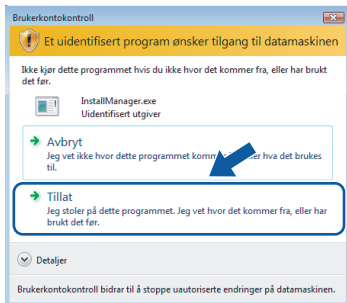 Brukerkontokontroll
Et uidentifisert program ønsker tilgang til datamaskinen
Ikke kjør dette programmet hvis du ikke hvor det kommer fra, eller har brukt
det før.
InstallManager.exe
Uidentifisert utgiver
Avbryt
Jeg vet ikke hvor dette programmet komm er hva det brukes
til.
Tillat
Jeg stoler på dette programmet. Jeg vet hvor det kommer fra, eller har
brukt det før.
Detaljer
Brukerkontokontroll bidrar til å stoppe uautoriserte endringer på datamaskinen.